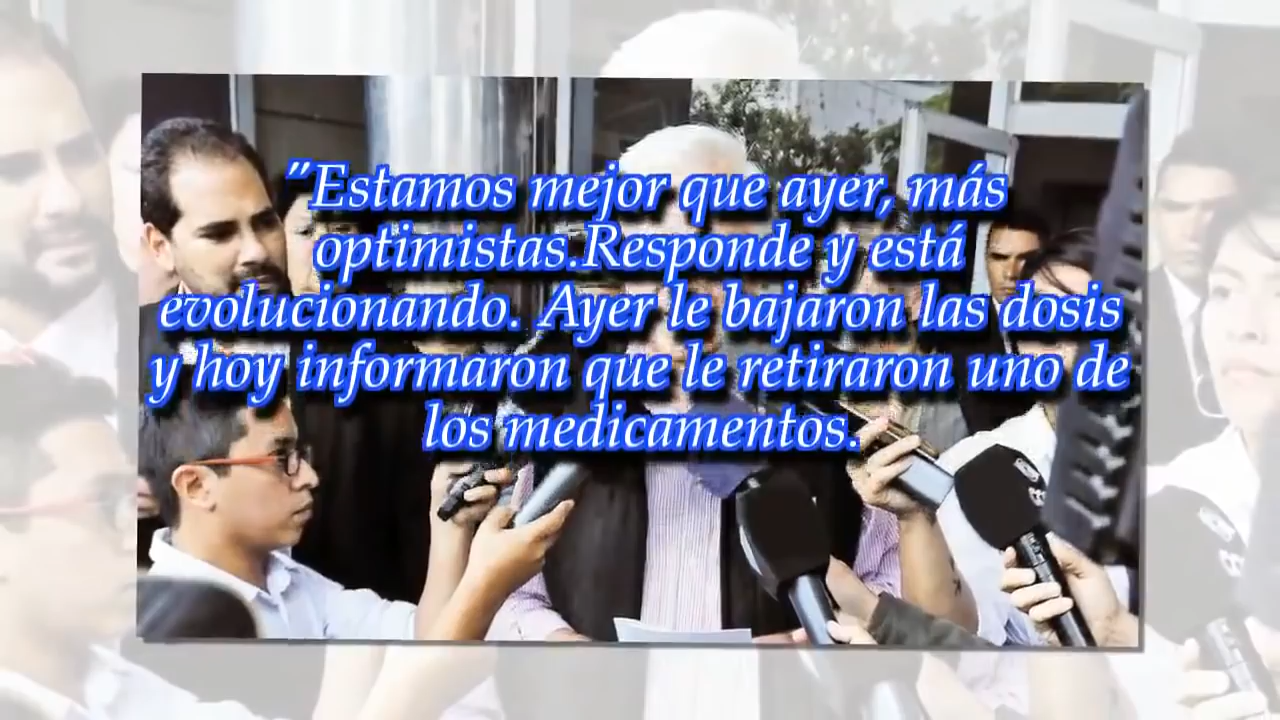 "Estamos mejor que ayer, más
optimistas.Responde y está
evolucionando. Ayer le bajaron las dosis
y hoy informaron que le retiraron uno de
los medicamentos.